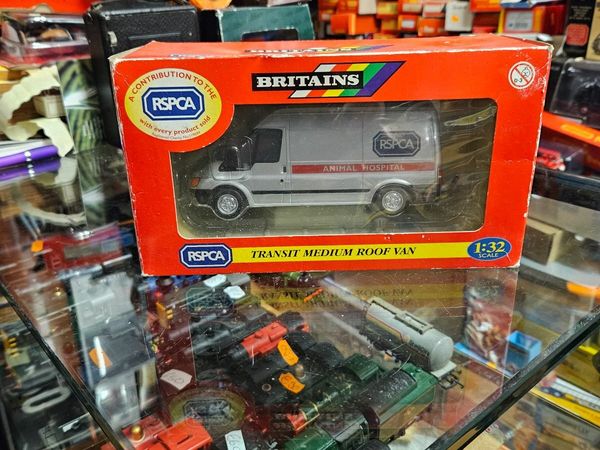 A CONTRIBUTION TO THE
RSPCA
with every product sold
BRITAINS
RSPCA
ANIMAL HOSPITAL
RSPCA
TRANSIT MEDIUM ROOF VAN
1:32
SCALE
RSPCA